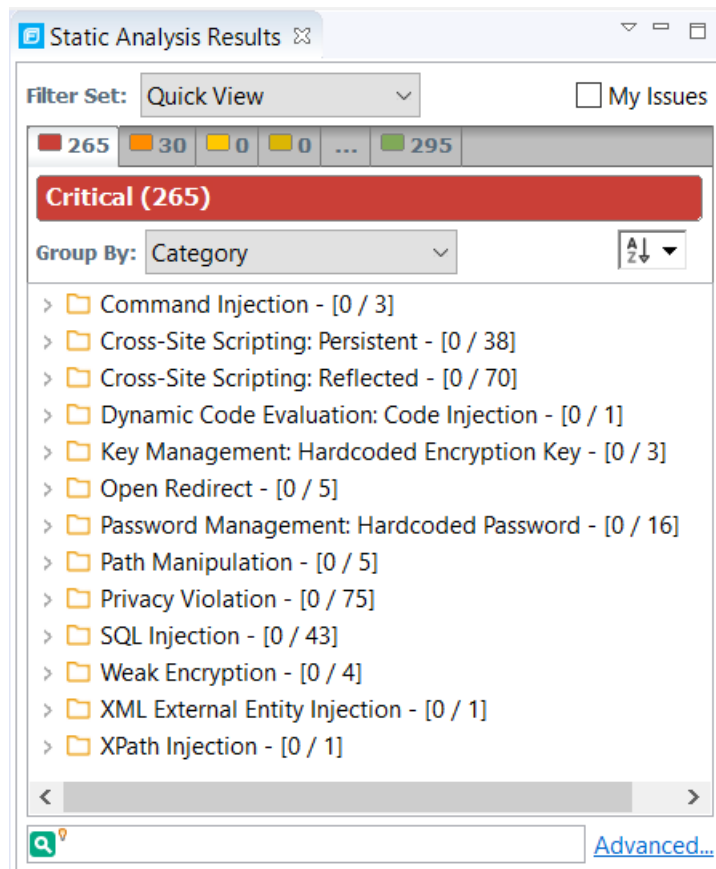 Static Analysis Results
Filter Set: Quick View My Issues
265 30 0 0 ... 295
Critical (265)
Group By: Category
Command Injection - [0 / 3]
Cross-Site Scripting: Persistent - [0 / 38]
Cross-Site Scripting: Reflected - [0 / 70]
Dynamic Code Evaluation: Code Injection - [0 / 1]
Key Management: Hardcoded Encryption Key - [0 / 3]
Open Redirect - [0 / 5]
Password Management: Hardcoded Password - [0 / 16]
Path Manipulation - [0 / 5]
Privacy Violation - [0 / 75]
SQL Injection - [0 / 43]
Weak Encryption - [0 / 4]
XML External Entity Injection - [0 / 1]
XPath Injection - [0 / 1]
Advanced...